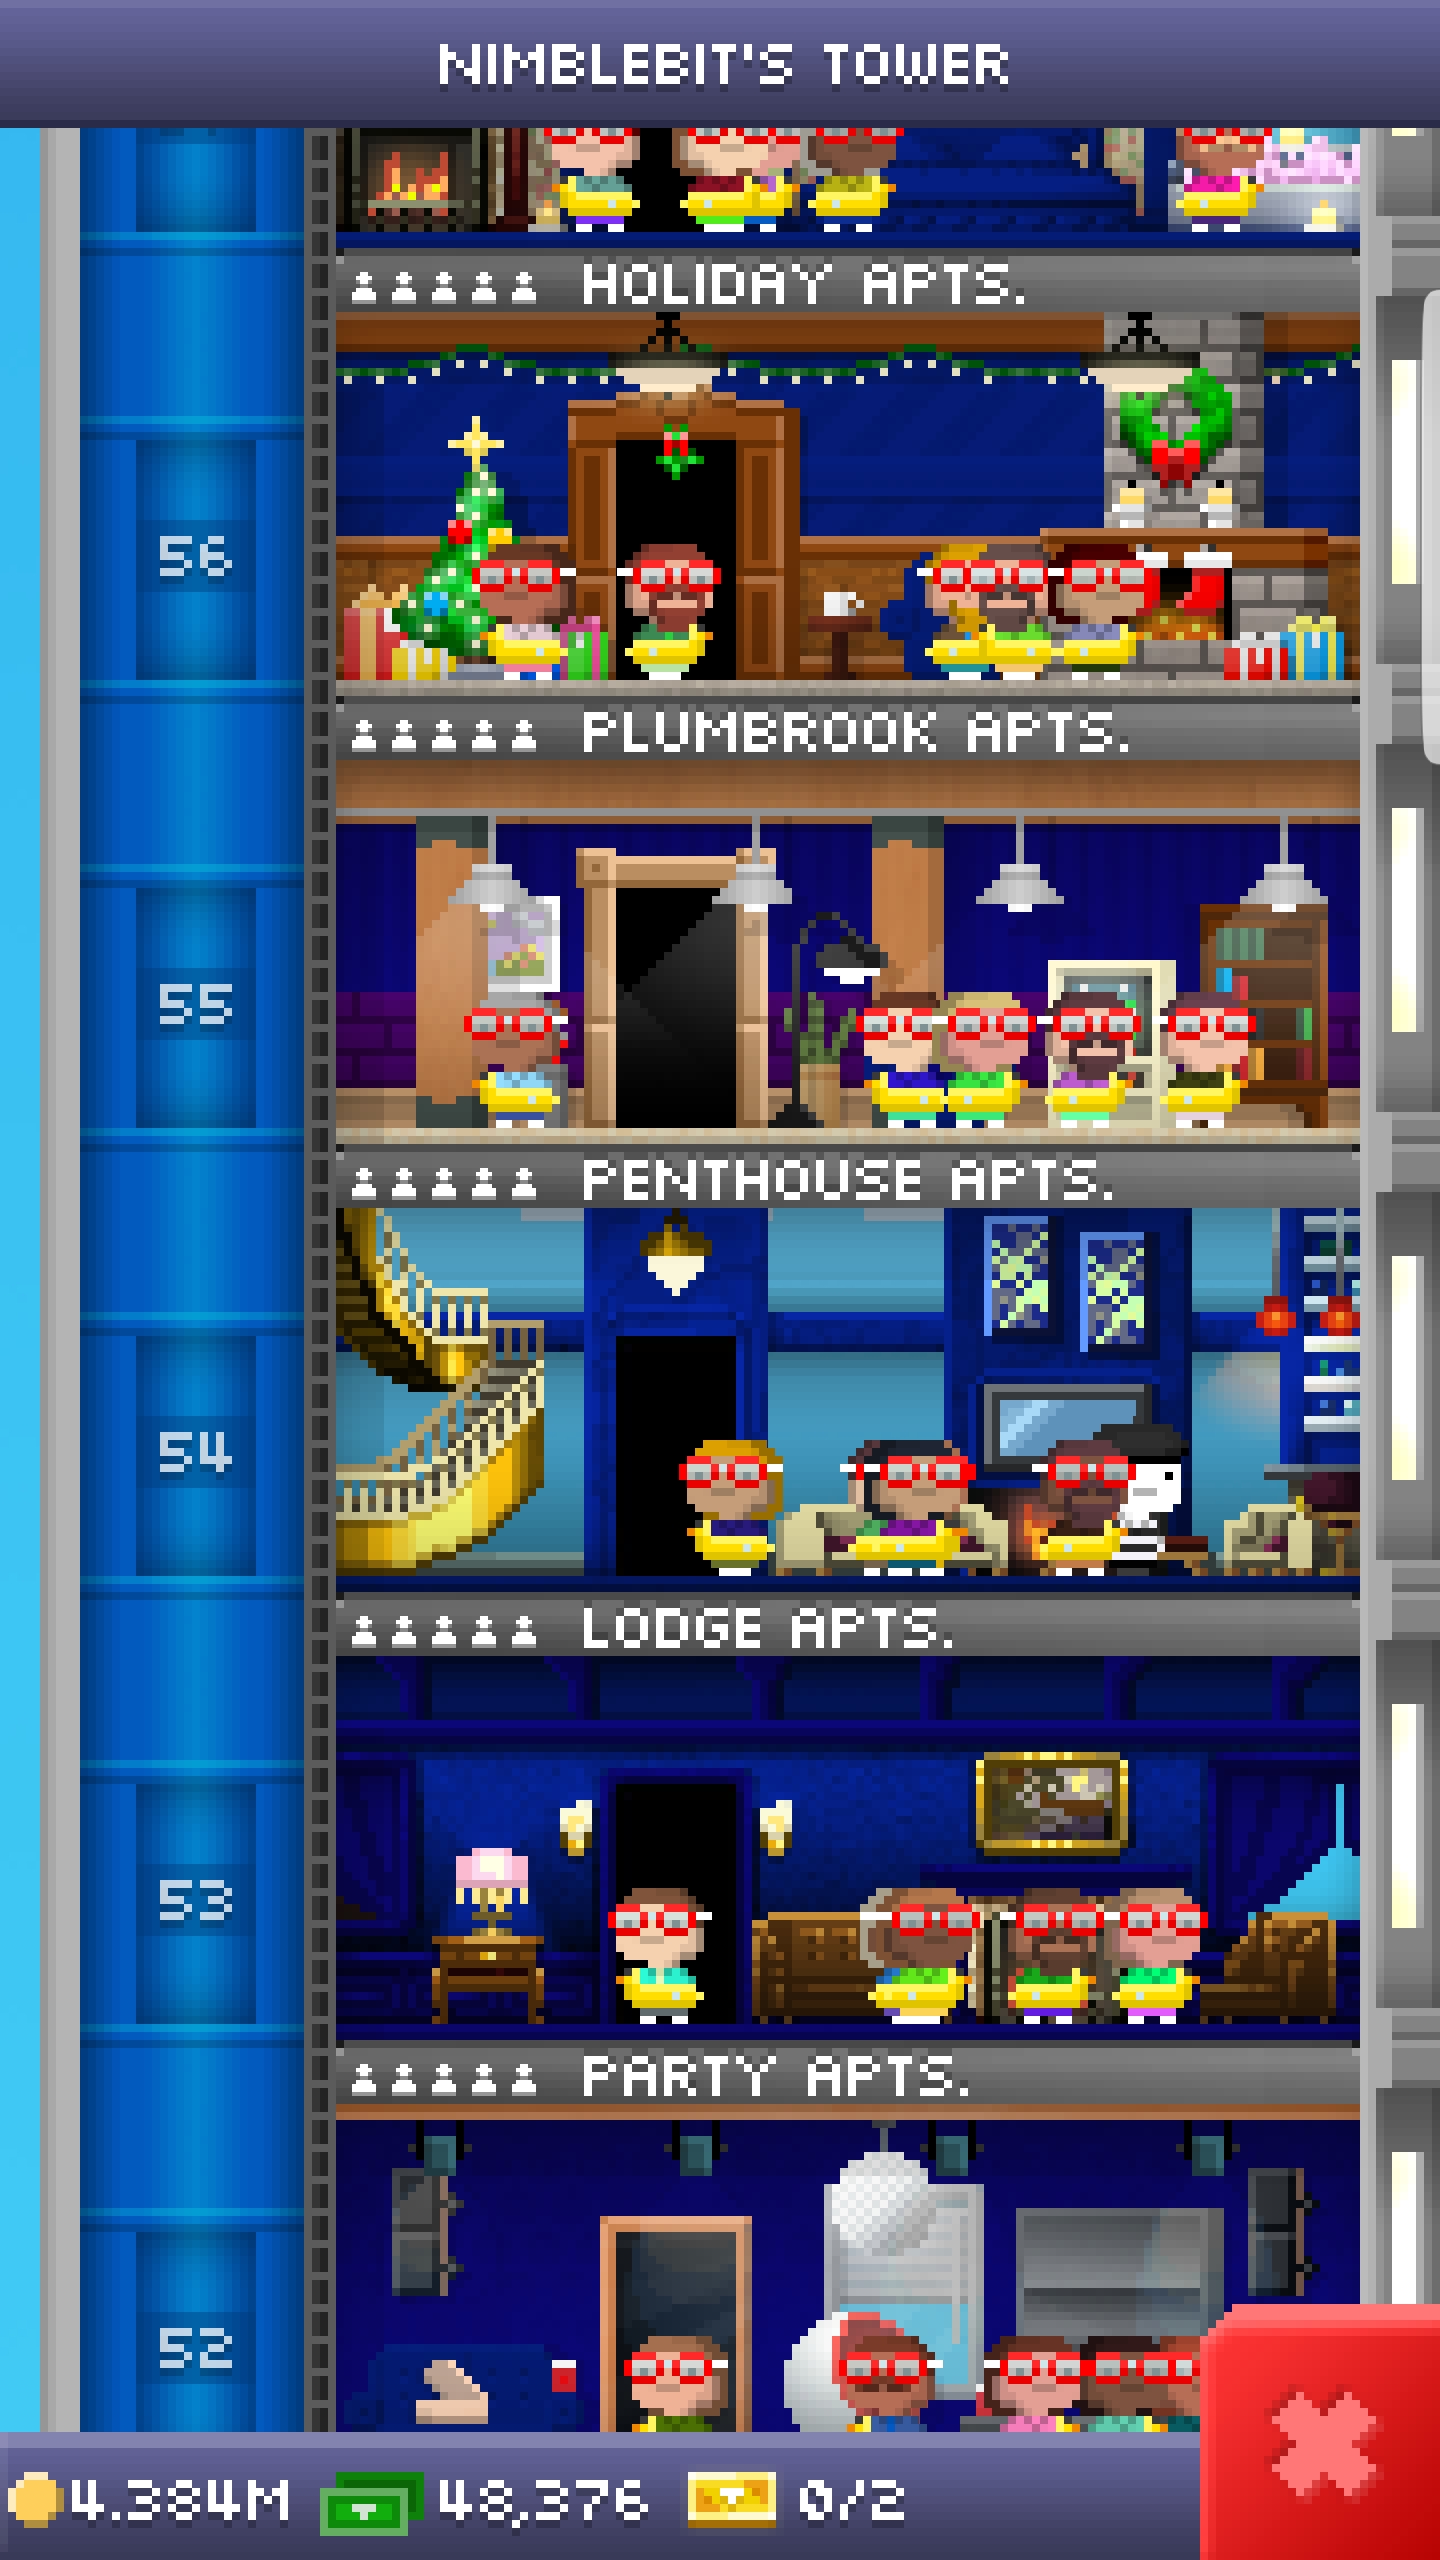 NIMBLEBIT'S TOWER
HOLIDAY APTS.
56
PLUMBROOK APTS.
55
PENTHOUSE APTS.
54
LODGE APTS.
53
PARTY APTS.
52
4.384M 48,376 0/2